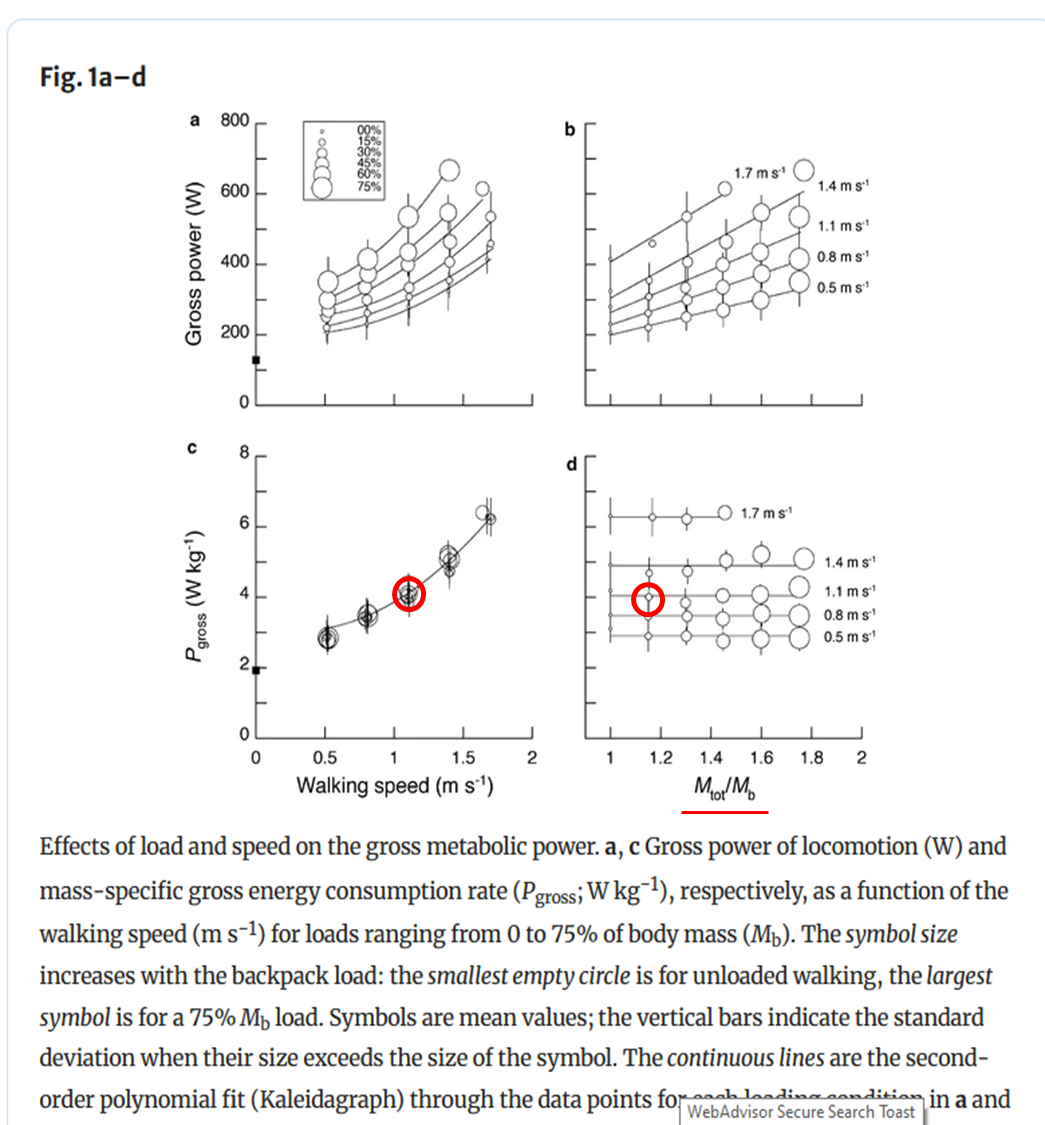 Fig. 1a–d
a
800
600
400
200
0
Gross power (W)
00%
15%
30%
45%
60%
75%
b
1.7 m s⁻¹
1.4 m s⁻¹
1.1 m s⁻¹
0.8 m s⁻¹
0.5 m s⁻¹
c
8
6
4
2
0
Pgross (W kg⁻¹)
0 0.5 1 1.5 2
Walking speed (m s⁻¹)
d
1.7 m s⁻¹
1.4 m s⁻¹
1.1 m s⁻¹
0.8 m s⁻¹
0.5 m s⁻¹
1 1.2 1.4 1.6 1.8 2
Mtot/Mb
Effects of load and speed on the gross metabolic power. a, c Gross power of locomotion (W) and
mass-specific gross energy consumption rate (Pgross; W kg⁻¹), respectively, as a function of the
walking speed (m s⁻¹) for loads ranging from 0 to 75% of body mass (Mb). The symbol size
increases with the backpack load: the smallest empty circle is for unloaded walking, the largest
symbol is for a 75% Mb load. Symbols are mean values; the vertical bars indicate the standard
deviation when their size exceeds the size of the symbol. The continuous lines are the second-
order polynomial fit (Kaleidagraph) through the data points for each loading condition in a and
WebAdvisor Secure Search Toast